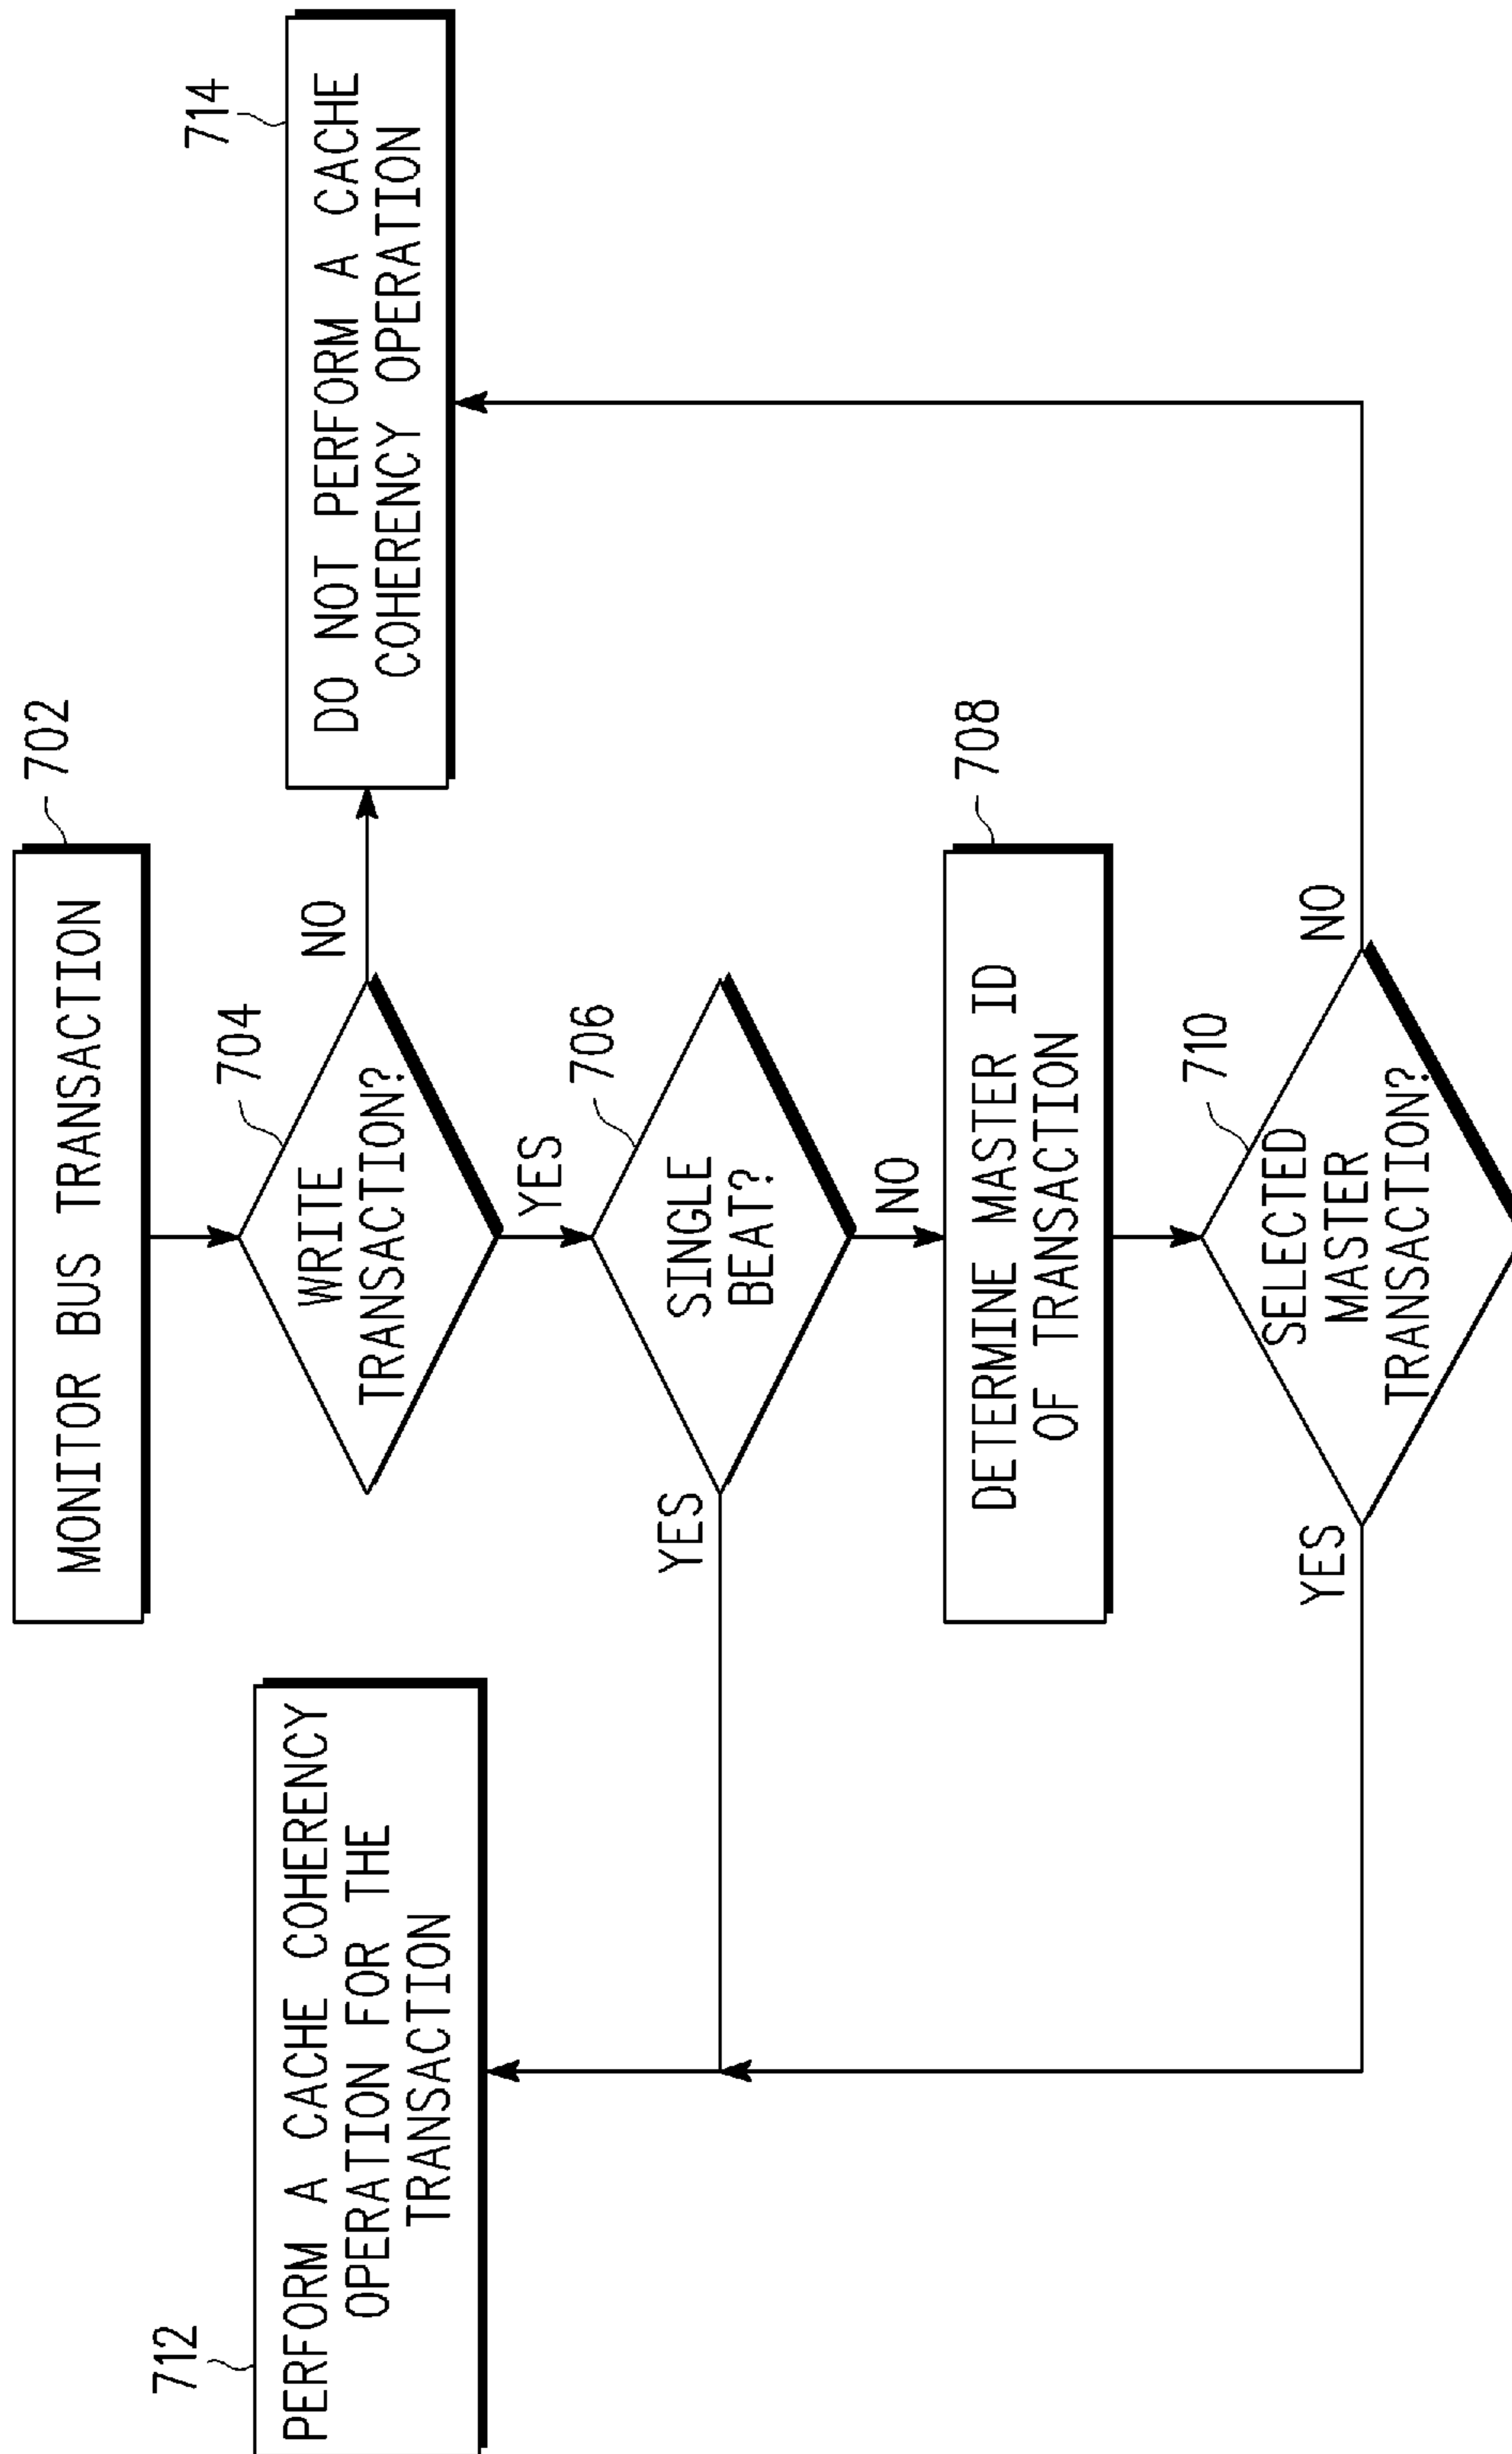 702
MONITOR BUS TRANSACTION
704
WRITE
TRANSACTION?
NO
YES
714
DO NOT PERFORM A CACHE
COHERENCY OPERATION
712
PERFORM A CACHE COHERENCY
OPERATION FOR THE
TRANSACTION
706
SINGLE
BEAT?
YES
NO
708
DETERMINE MASTER ID
OF TRANSACTION
710
SELECTED
MASTER
TRANSACTION?
YES
NO